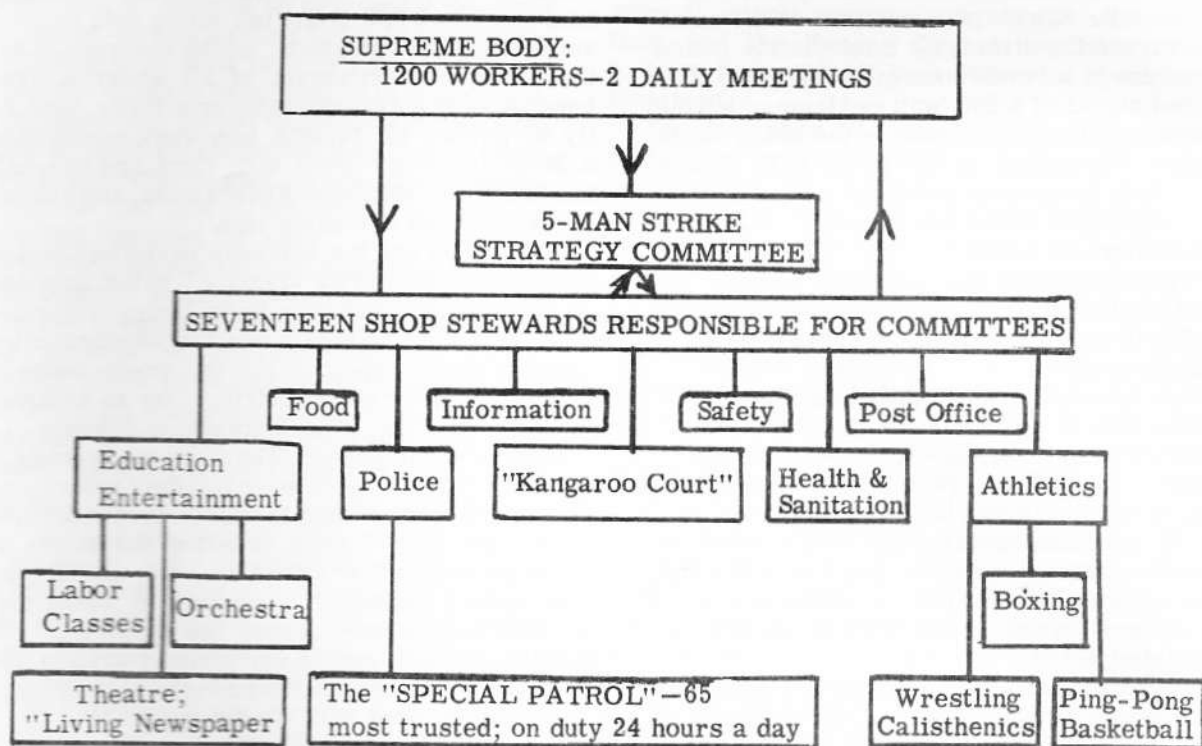 SUPREME BODY:
1200 WORKERS—2 DAILY MEETINGS
5-MAN STRIKE
STRATEGY COMMITTEE
SEVENTEEN SHOP STEWARDS RESPONSIBLE FOR COMMITTEES
Food
Information
Safety
Post Office
Education
Entertainment
Police
"Kangaroo Court"
Health &
Sanitation
Athletics
Labor
Classes
Orchestra
Boxing
Theatre;
"Living Newspaper
The "SPECIAL PATROL"—65
most trusted; on duty 24 hours a day
Wrestling
Calisthenics
Ping-Pong
Basketball